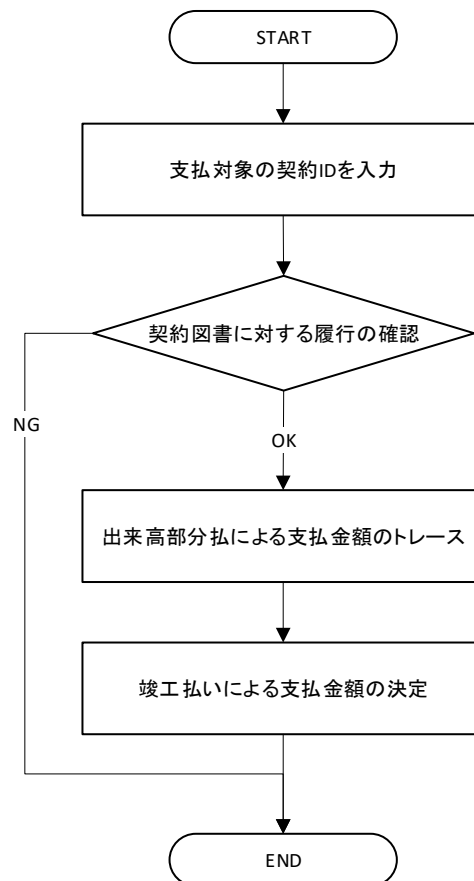 START
支払対象の契約IDを入力
契約図書に対する履行の確認
NG
OK
出来高部分払による支払金額のトレース
竣工払いによる支払金額の決定
END